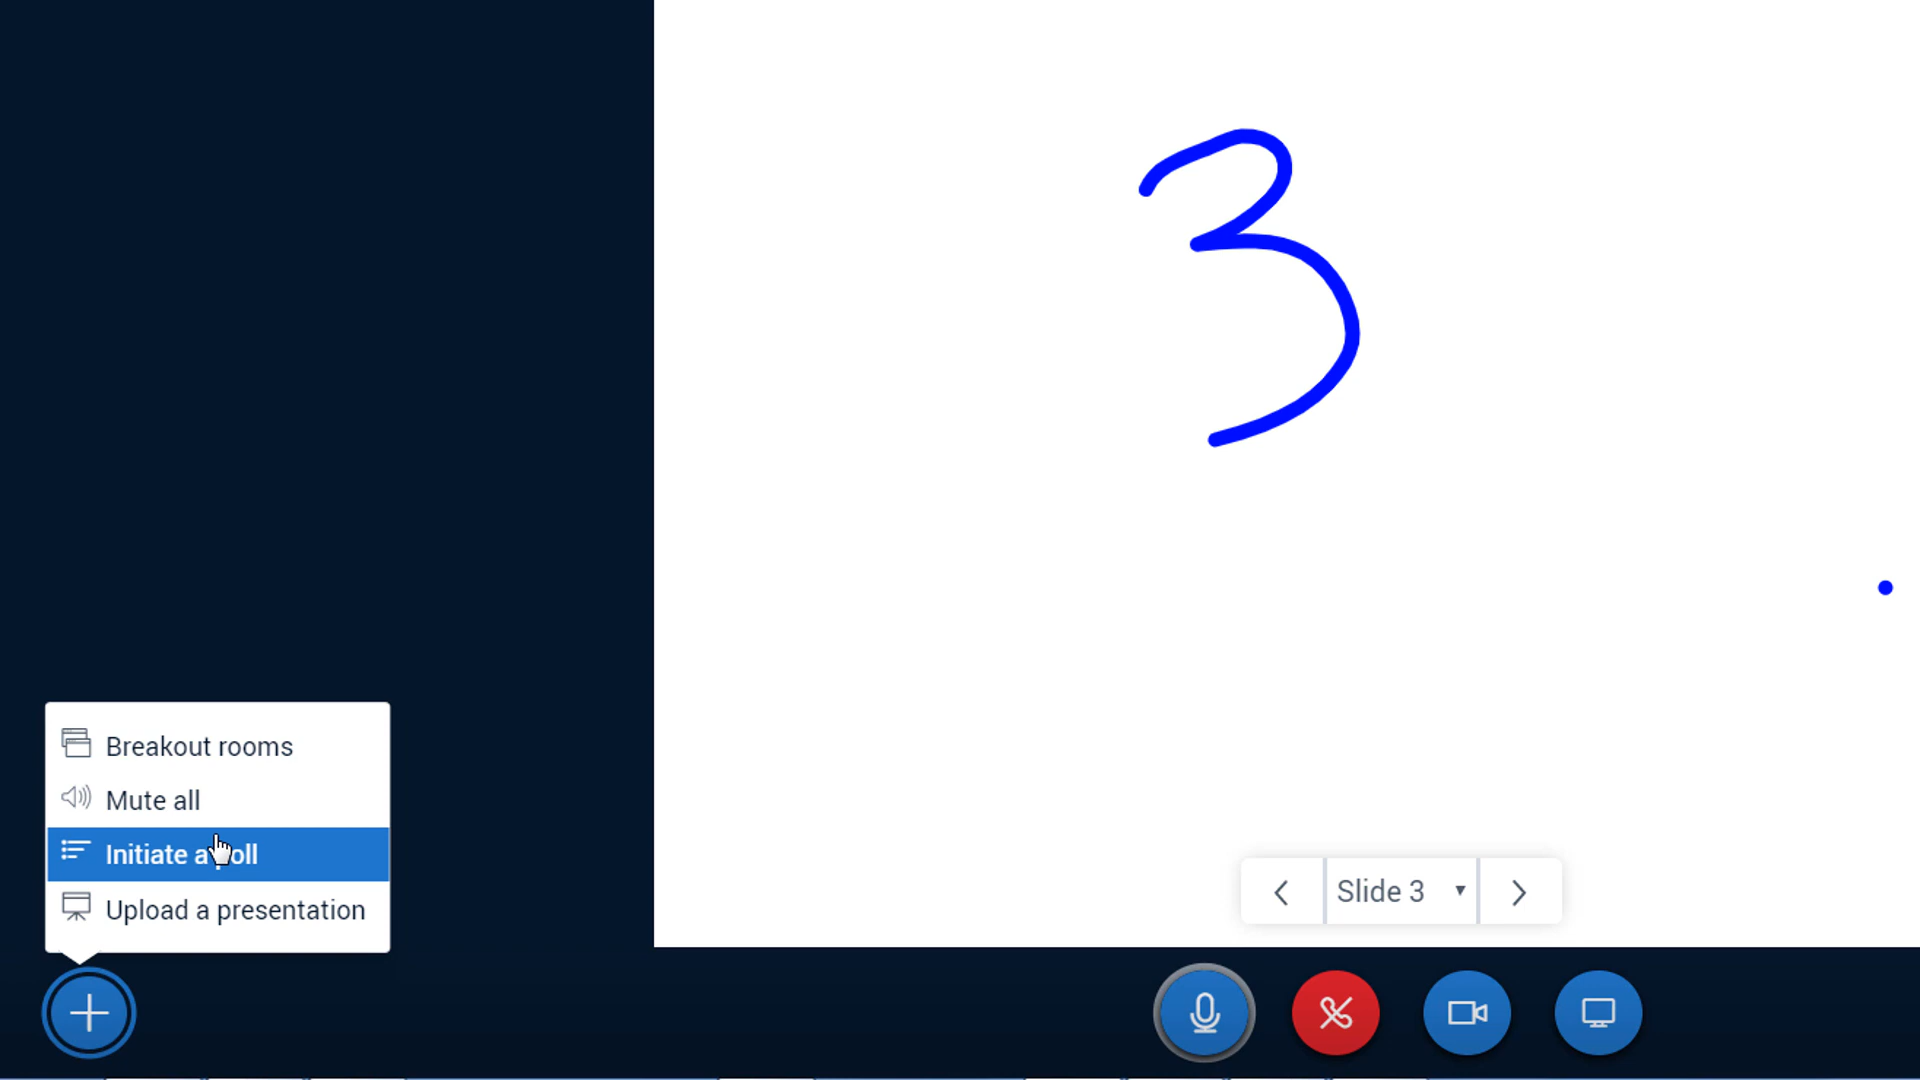 3
Breakout rooms
Mute all
Initiate a poll
Upload a presentation
Slide 3